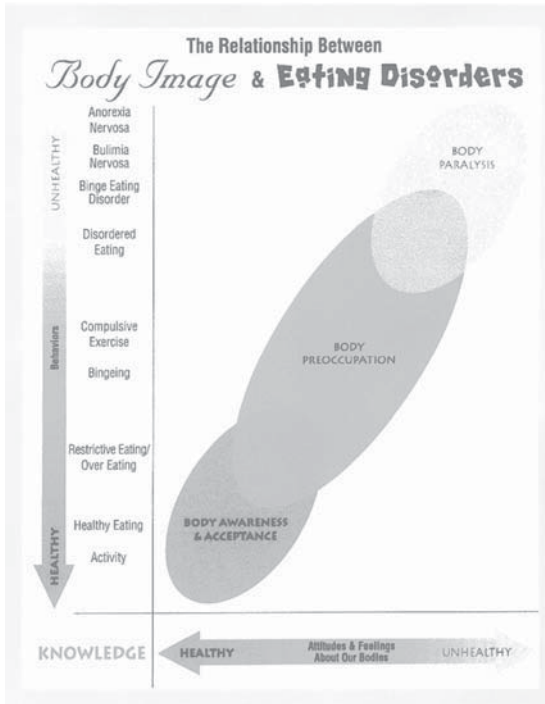 The Relationship Between
Body Image & Eating Disorders
Anorexia
Nervosa
Bulimia
Nervosa
Binge Eating
Disorder
Disordered
Eating
Compulsive
Exercise
Bingeing
Restrictive Eating/
Over Eating
Healthy Eating
Activity
UNHEALTHY
Behaviors
HEALTHY
BODY
PARALYSIS
BODY
PREOCCUPATION
BODY AWARENESS
& ACCEPTANCE
KNOWLEDGE
HEALTHY
Attitudes & Feelings
About Our Bodies
UNHEALTHY